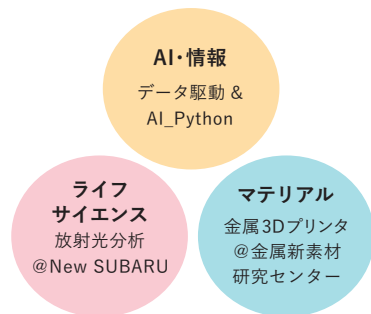 AI・情報
データ駆動 &
AI_Python
ライフ
サイエンス
放射光分析
@New SUBARU
マテリアル
金属3Dプリンタ
@金属新素材
研究センター